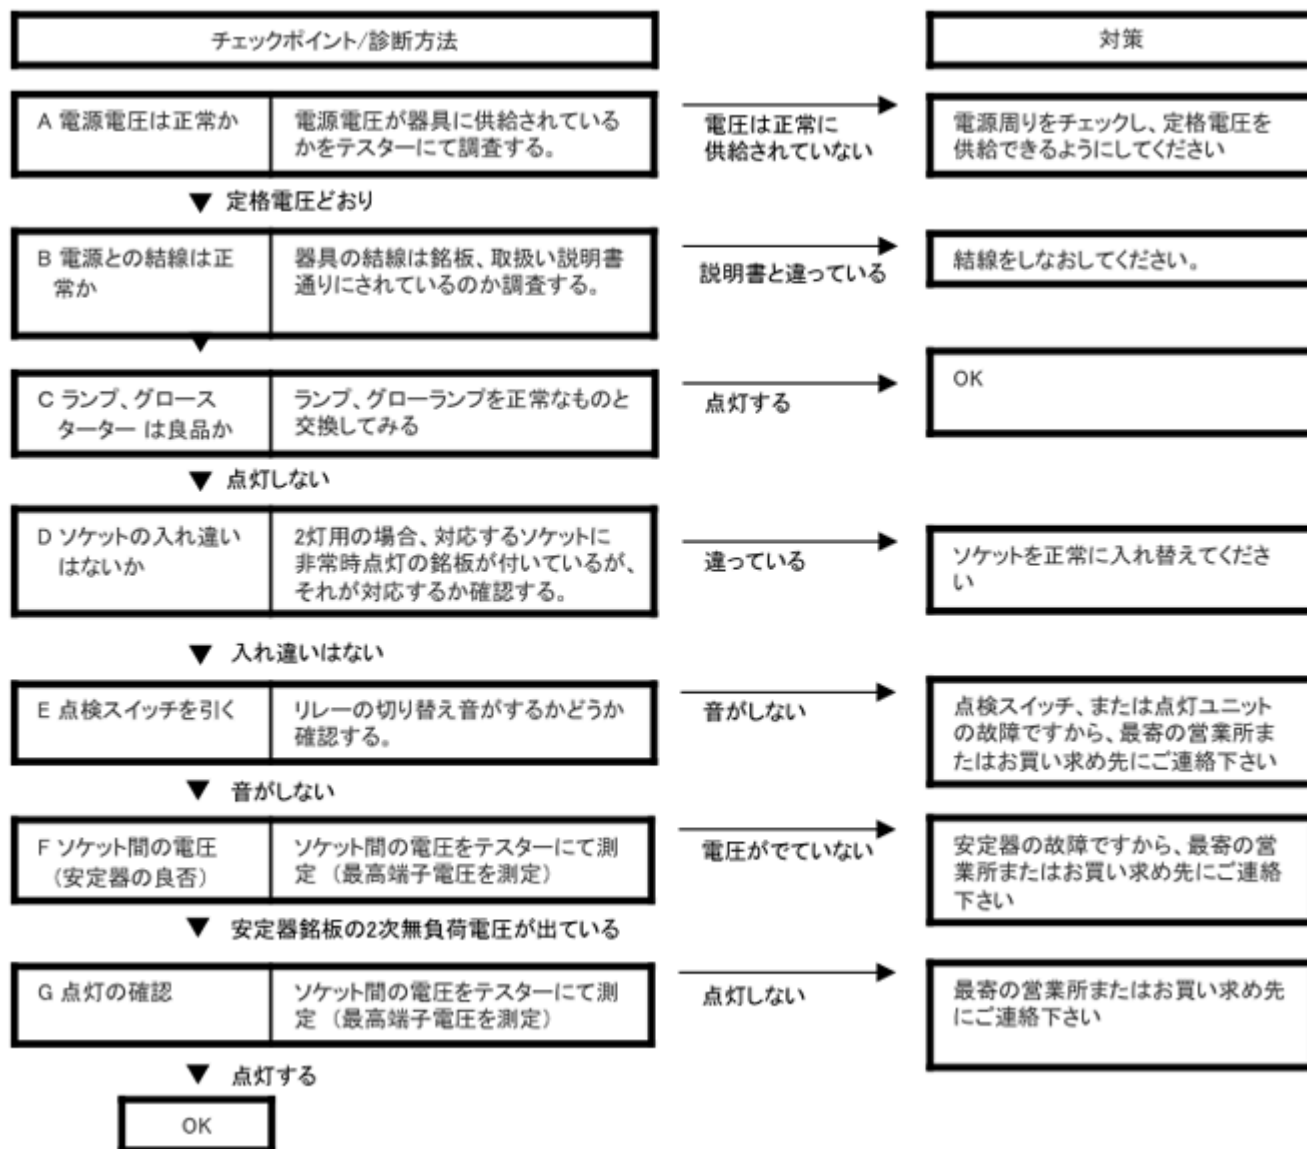 チェックポイント/診断方法
対策
A 電源電圧は正常か
電源電圧が器具に供給されている
かをテスターにて調査する。
電圧は正常に
供給されていない
電源周りをチェックし、定格電圧を
供給できるようにしてください
▼ 定格電圧どおり
B 電源との結線は正
常か
器具の結線は銘板、取扱い説明書
通りにされているのか調査する。
説明書と違っている
結線をしなおしてください。
▼
C ランプ、グロース
ターター は良品か
ランプ、グローランプを正常なものと
交換してみる
点灯する
OK
▼ 点灯しない
D ソケットの入れ違い
はないか
2灯用の場合、対応するソケットに
非常時点灯の銘板が付いているが、
それが対応するか確認する。
違っている
ソケットを正常に入れ替えてくださ
い
▼ 入れ違いはない
E 点検スイッチを引く
リレーの切り替え音がするかどうか
確認する。
音がしない
点検スイッチ、または点灯ユニット
の故障ですから、最寄の営業所ま
たはお買い求め先にご連絡下さい
▼ 音がしない
F ソケット間の電圧
(安定器の良否)
ソケット間の電圧をテスターにて測
定 (最高端子電圧を測定)
電圧がでていない
安定器の故障ですから、最寄の営
業所またはお買い求め先にご連絡
下さい
▼ 安定器銘板の2次無負荷電圧が出ている
G 点灯の確認
ソケット間の電圧をテスターにて測
定 (最高端子電圧を測定)
点灯しない
最寄の営業所またはお買い求め先
にご連絡下さい
▼ 点灯する
OK